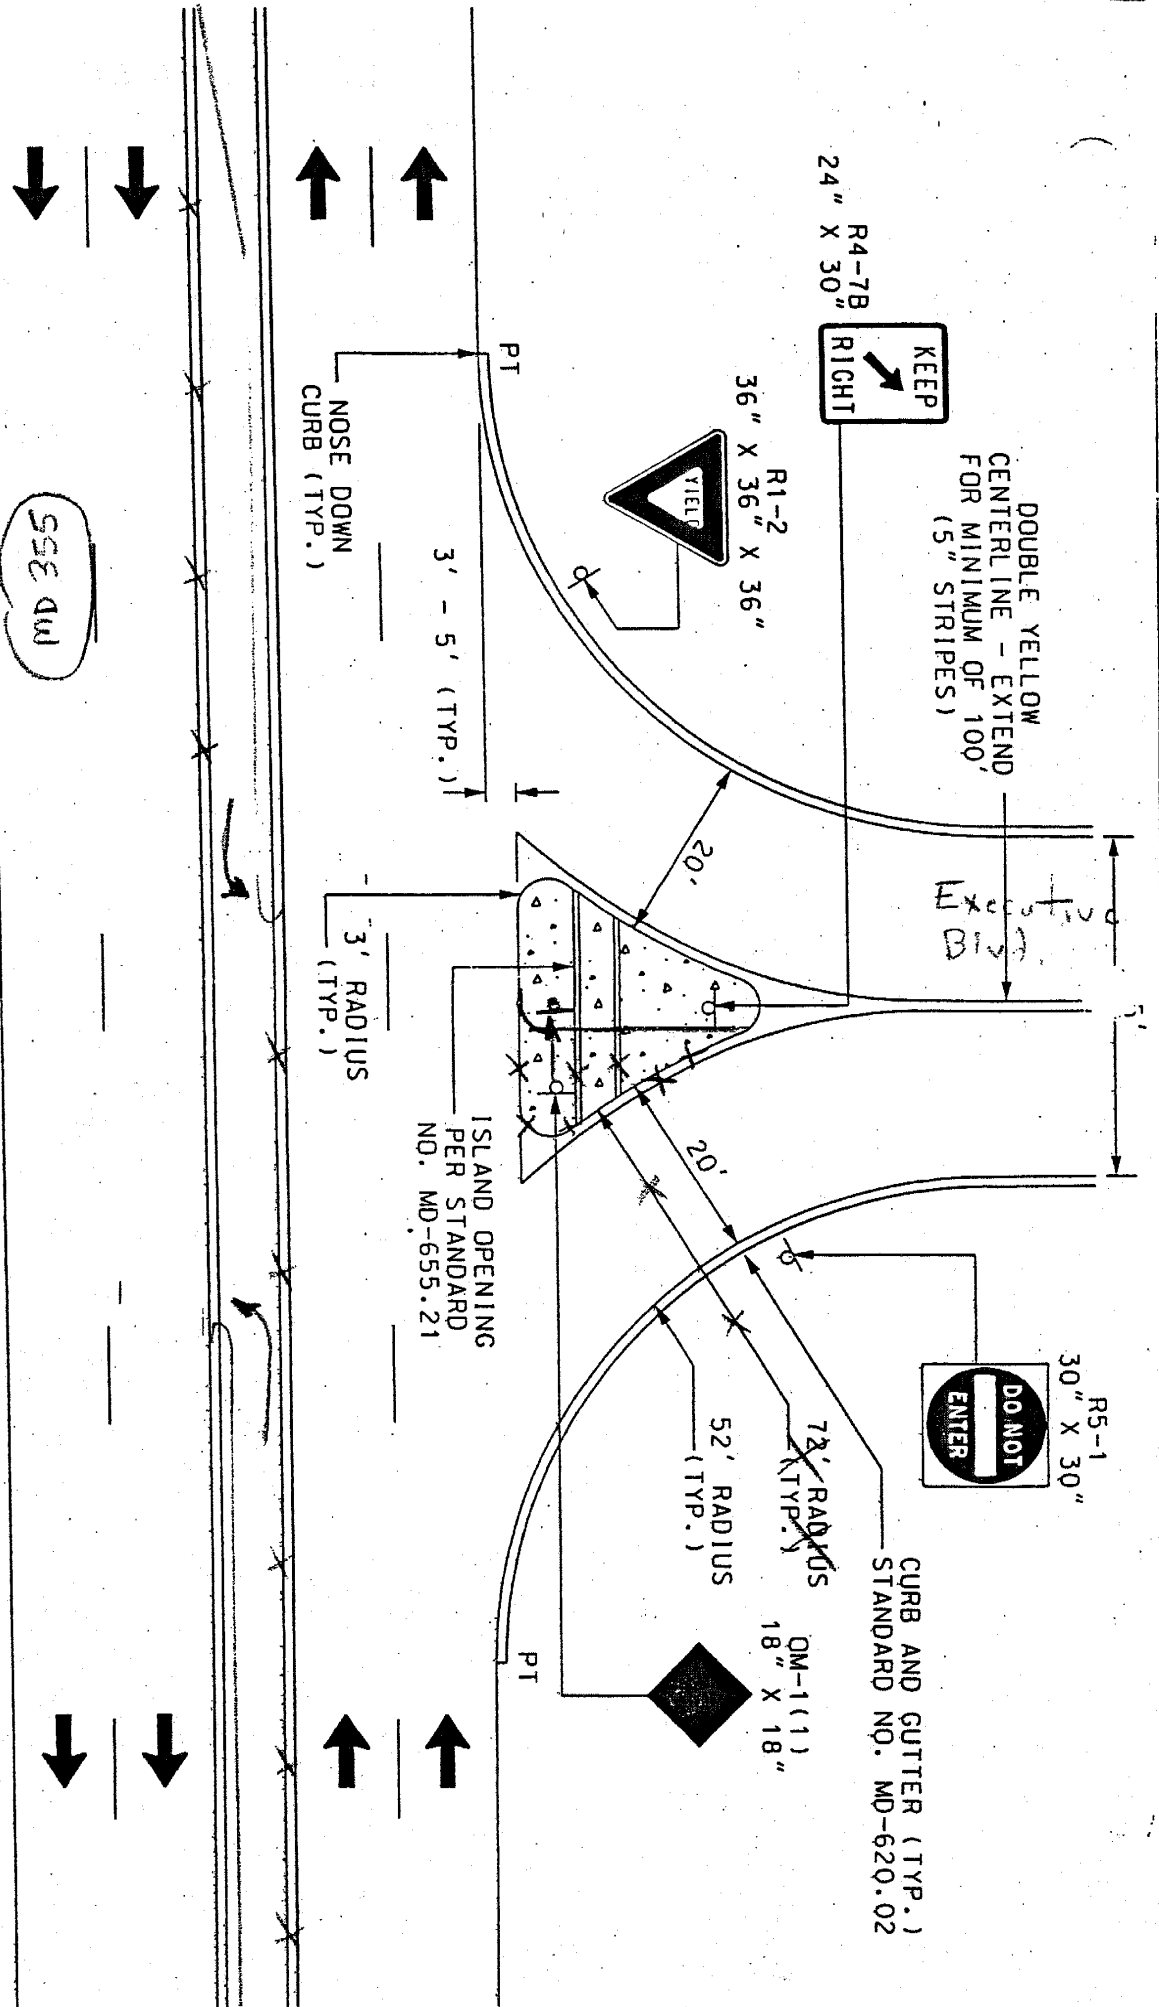 R4-7B
24" X 30"
KEEP
RIGHT
R1-2
36" X 36" X 36"
YIELD
DOUBLE YELLOW
CENTERLINE - EXTEND
FOR MINIMUM OF 100'
(5" STRIPES)
Executive
Blvd.
R5-1
30" X 30"
DO NOT
ENTER
CURB AND GUTTER (TYP.)
STANDARD NO. MD-620.02
OM-1(1)
18" X 18"
72' RADIUS
(TYP.)
52' RADIUS
(TYP.)
20'
20'
PT
NOSE DOWN
CURB (TYP.)
3' - 5' (TYP.)
3' RADIUS
(TYP.)
ISLAND OPENING
PER STANDARD
NO. MD-655.21
PT
MD 355